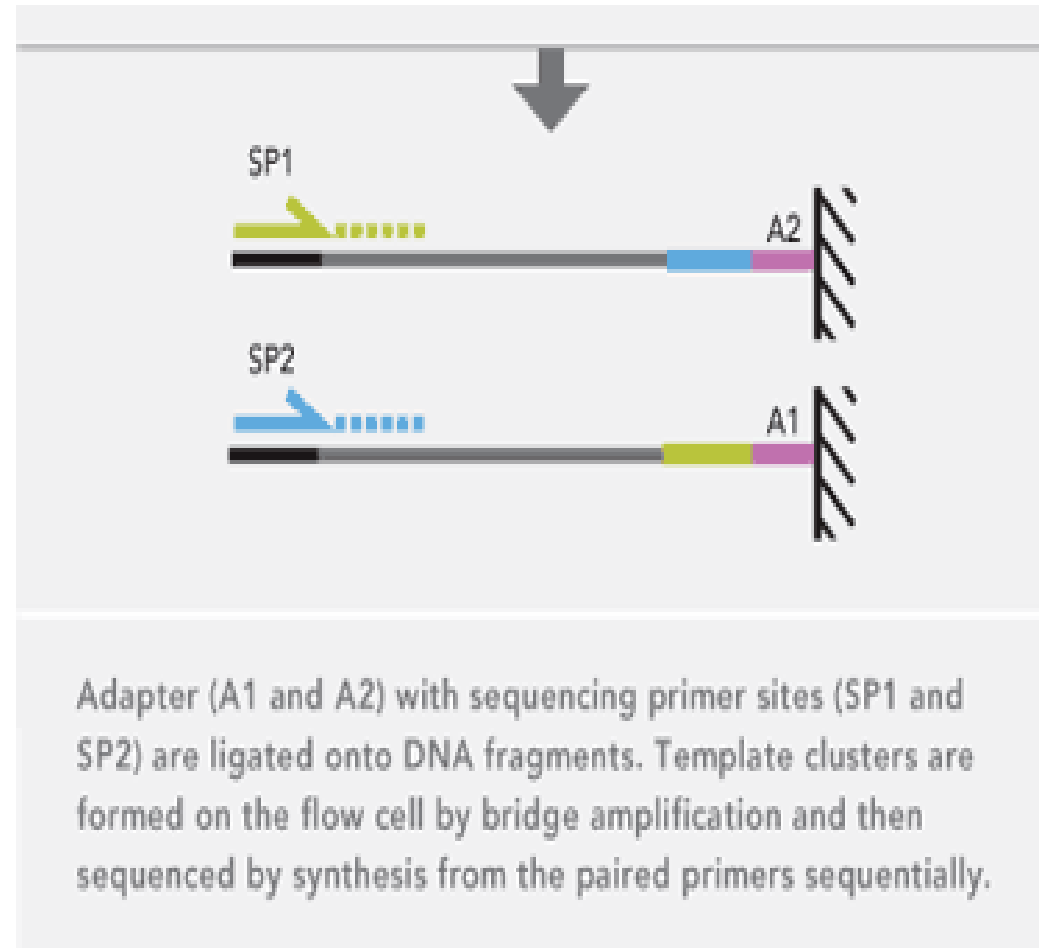 SP1
A2
SP2
A1
Adapter (A1 and A2) with sequencing primer sites (SP1 and
SP2) are ligated onto DNA fragments. Template clusters are
formed on the flow cell by bridge amplification and then
sequenced by synthesis from the paired primers sequentially.